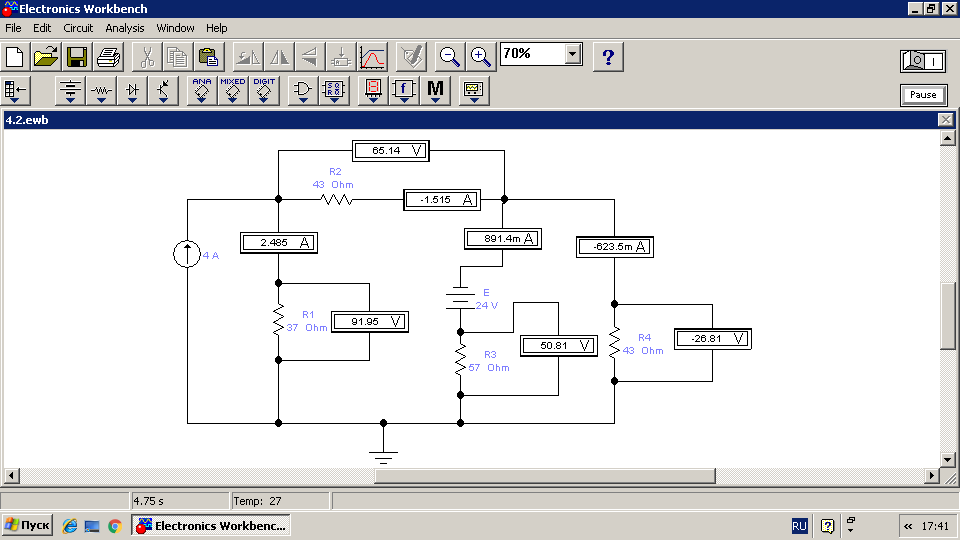 Electronics Workbench
File Edit Circuit Analysis Window Help
70%
?
ANA MIXED DIGIT
f M
Pause
4.2.ewb
65.14 V
R2
43 Ohm
-1.515 A
2.485 A
891.4m A
-623.5m A
4 A
E
24 V
R1
37 Ohm
91.95 V
R3
57 Ohm
50.81 V
R4
43 Ohm
-26.81 V
4.75 s
Temp: 27
Пуск
Electronics Workbenc...
RU
?
«
17:41